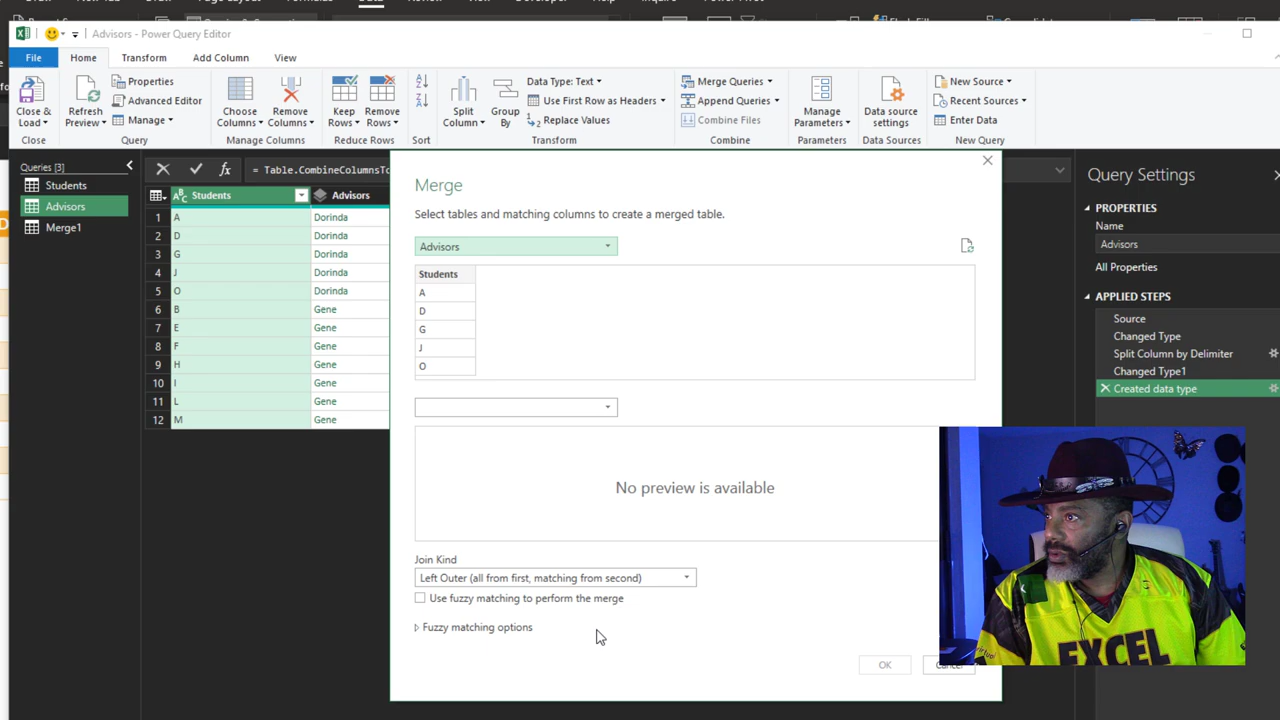 Advisors - Power Query Editor
File Home Transform Add Column View
Close & Load
Refresh Preview
Properties
Advanced Editor
Manage
Choose Columns
Remove Columns
Keep Rows
Remove Rows
Split Column
Group By
Data Type: Text
Use First Row as Headers
Replace Values
Merge Queries
Append Queries
Combine Files
Manage Parameters
Data source settings
New Source
Recent Sources
Enter Data
Close Query Manage Columns Reduce Rows Sort Transform Combine Parameters Data Sources New Query
Queries [3]
Students
Advisors
Merge1
fx = Table.CombineColumnsTo
Students Advisors
1 A Dorinda
2 D Dorinda
3 G Dorinda
4 J Dorinda
5 O Dorinda
6 B Gene
7 E Gene
8 F Gene
9 H Gene
10 I Gene
11 L Gene
12 M Gene
Merge
Select tables and matching columns to create a merged table.
Advisors
Students
A
D
G
J
O
No preview is available
Join Kind
Left Outer (all from first, matching from second)
Use fuzzy matching to perform the merge
Fuzzy matching options
OK Cancel
Query Settings
PROPERTIES
Name
Advisors
All Properties
APPLIED STEPS
Source
Changed Type
Split Column by Delimiter
Changed Type1
Created data type
EXCEL